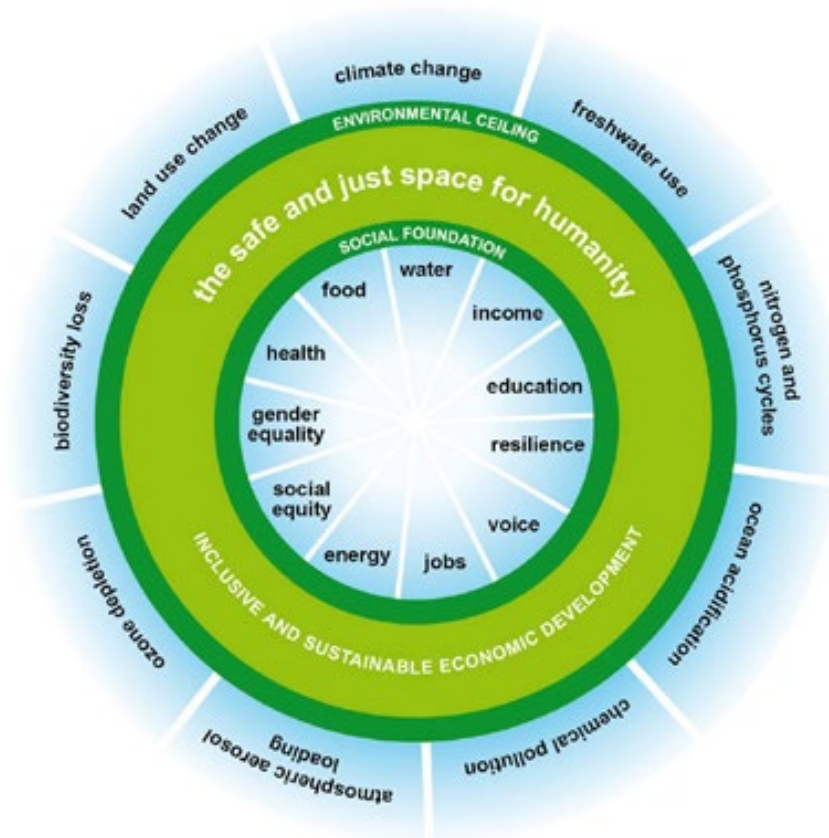 climate change
freshwater use
nitrogen and
phosphorus cycles
ocean acidification
chemical pollution
atmospheric aerosol
loading
ozone depletion
biodiversity loss
land use change
ENVIRONMENTAL CEILING
the safe and just space for humanity
SOCIAL FOUNDATION
water
income
education
resilience
voice
jobs
energy
social
equity
gender
equality
health
food
INCLUSIVE AND SUSTAINABLE ECONOMIC DEVELOPMENT